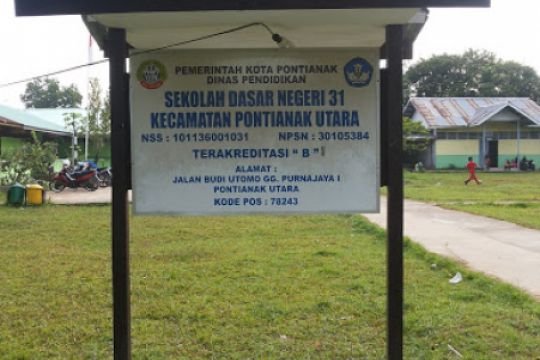 PEMERINTAH KOTA PONTIANAK
DINAS PENDIDIKAN
SEKOLAH DASAR NEGERI 31
KECAMATAN PONTIANAK UTARA
NSS : 101136001031 NPSN : 30105384
TERAKREDITASI " B "
ALAMAT :
JALAN BUDI UTOMO GG. PURNAJAYA I
PONTIANAK UTARA
KODE POS : 78243